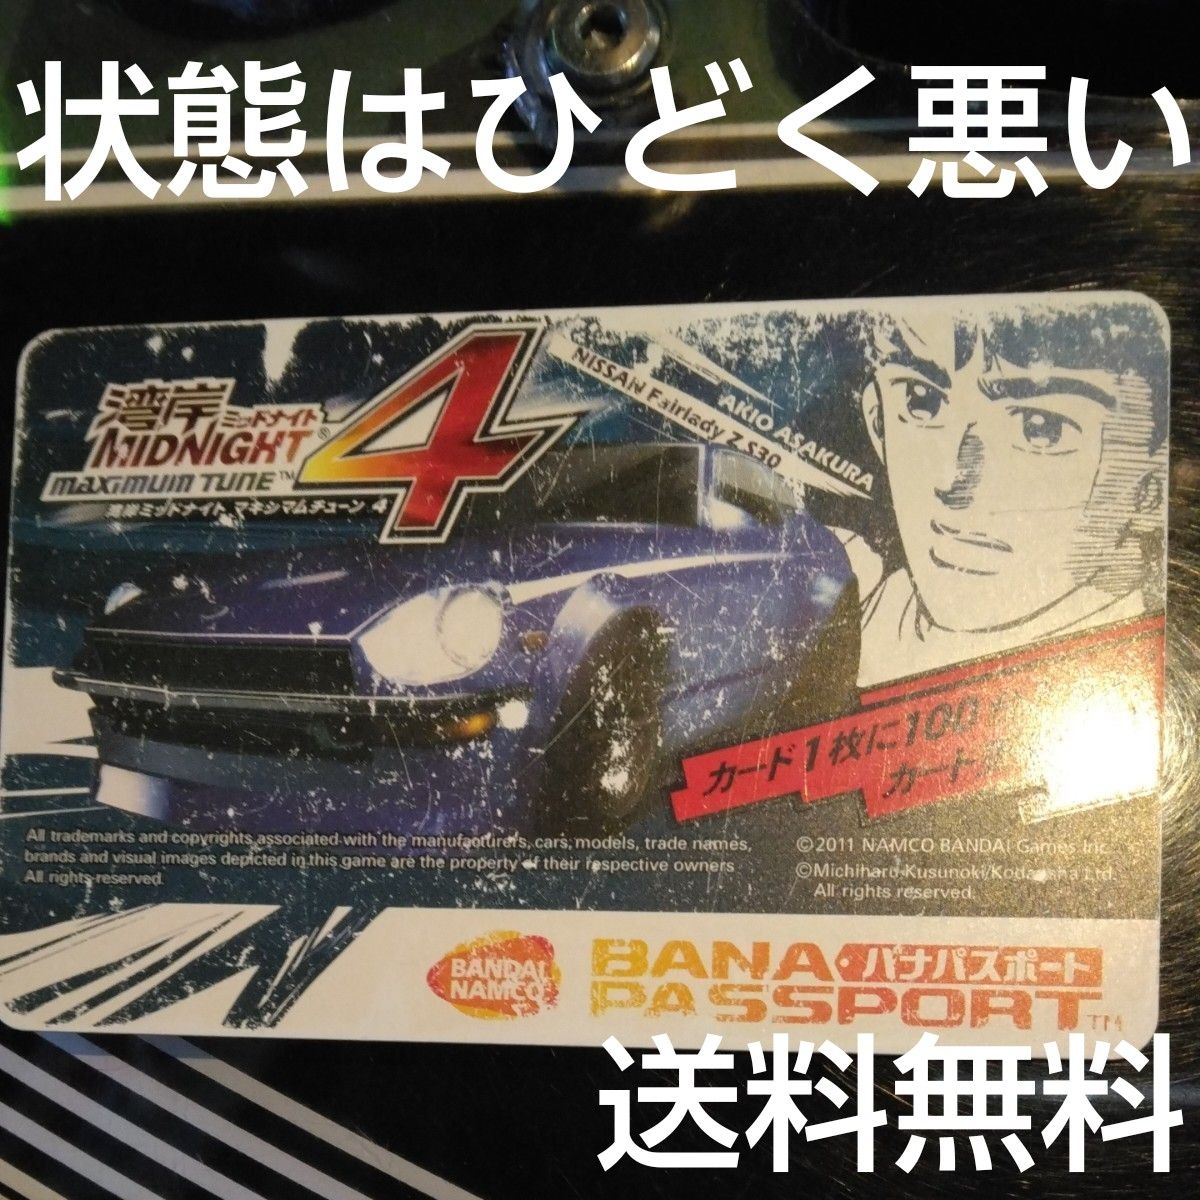 状態はひどく悪い
湾岸
ミッドナイト
MIDNIGHT®
MAXIMUM TUNE™
4
湾岸ミッドナイト マキシマムチューン 4
NISSAN Fairlady Z S30
AKIO ASAKURA
カード1枚に100
カード
All trademarks and copyrights associated with the manufacturers, cars, models, trade names,
brands and visual images depicted in this game are the property of their respective owners
All rights reserved.
©2011 NAMCO BANDAI Games Inc.
©Michiharu Kusunoki/Kodansha Ltd.
All rights reserved.
BANDAI
NAMCO
BANA・バナパスポート
PASSPORT™
送料無料